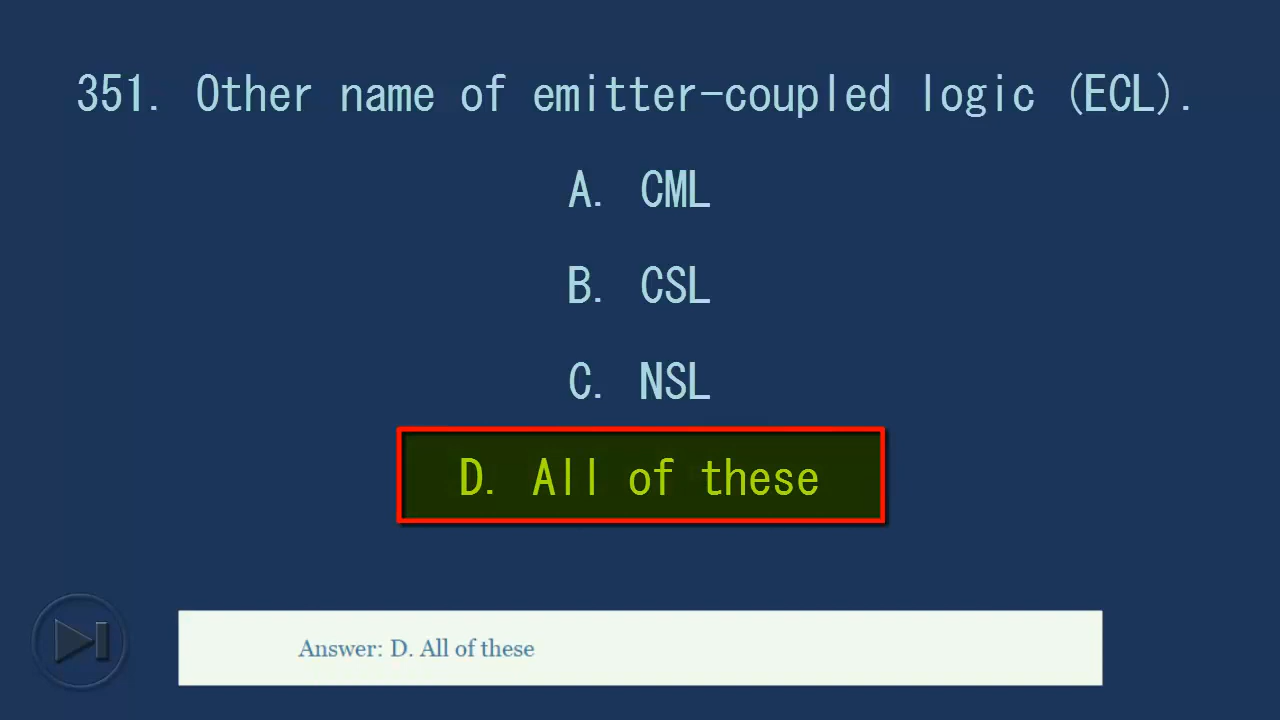 351. Other name of emitter-coupled logic (ECL).
A. CML
B. CSL
C. NSL
D. All of these
Answer: D. All of these